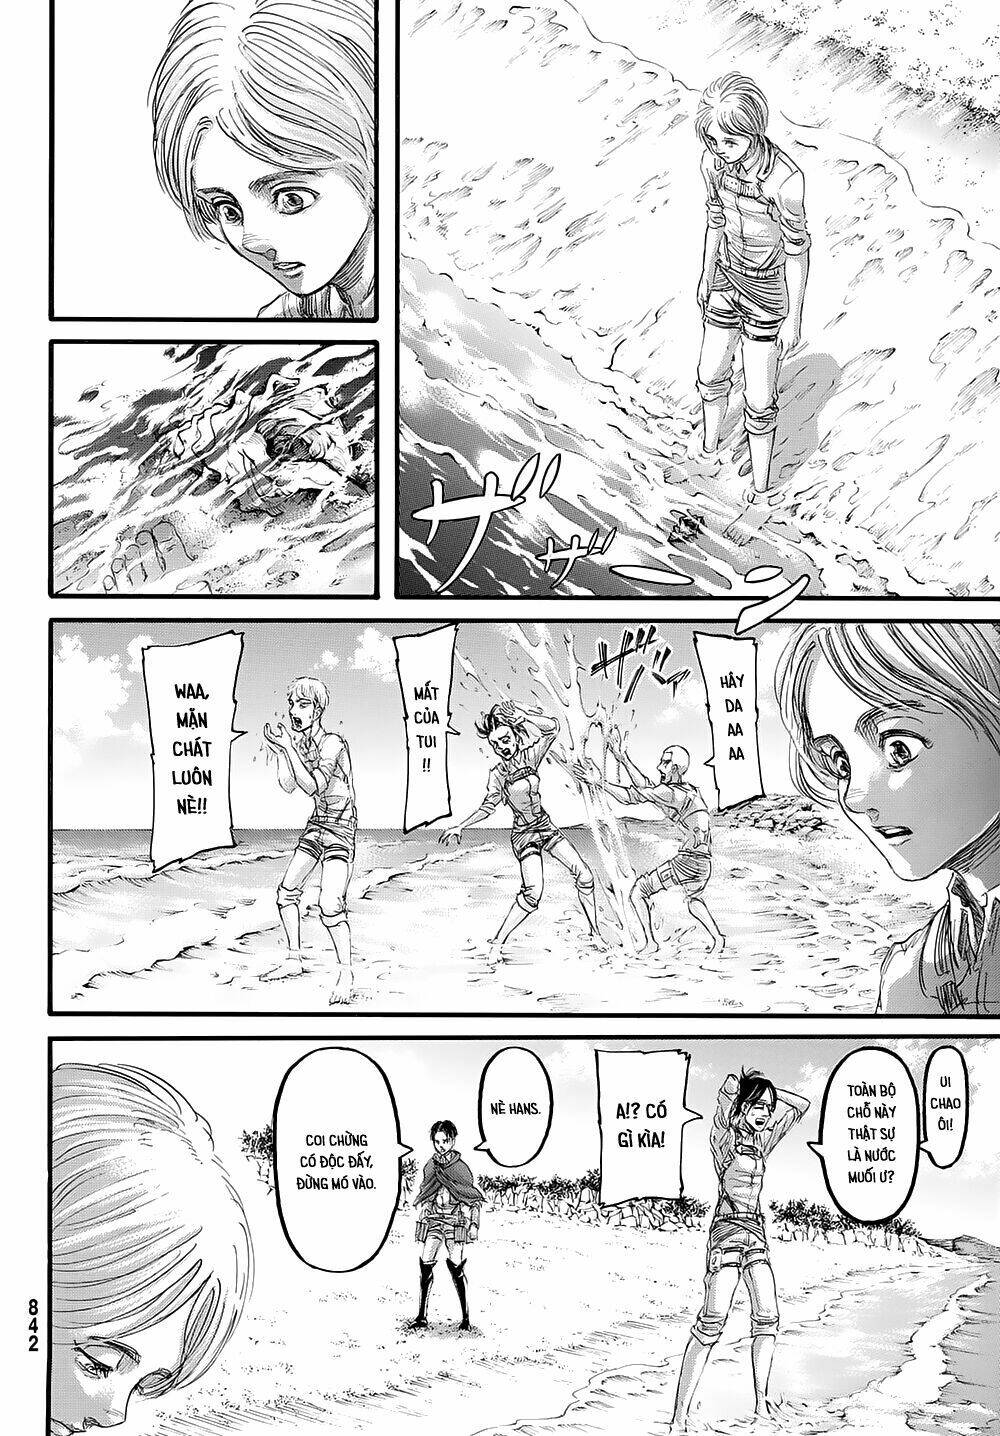 ザザザーン
ザバァ
HÂY
DA
AA
AA
MẮT
CỦA
TUI
!!
WAA,
MẶN
CHÁT
LUÔN
NÈ!!
UI
CHAO
ÔI!
TOÀN BỘ
CHỖ NÀY
THẬT SỰ
LÀ NƯỚC
MUỐI Ư?
A!? CÓ
GÌ KÌA!
NÈ HANS.
COI CHỪNG
CÓ ĐỘC ĐẤY,
ĐỪNG MÓ VÀO.
842